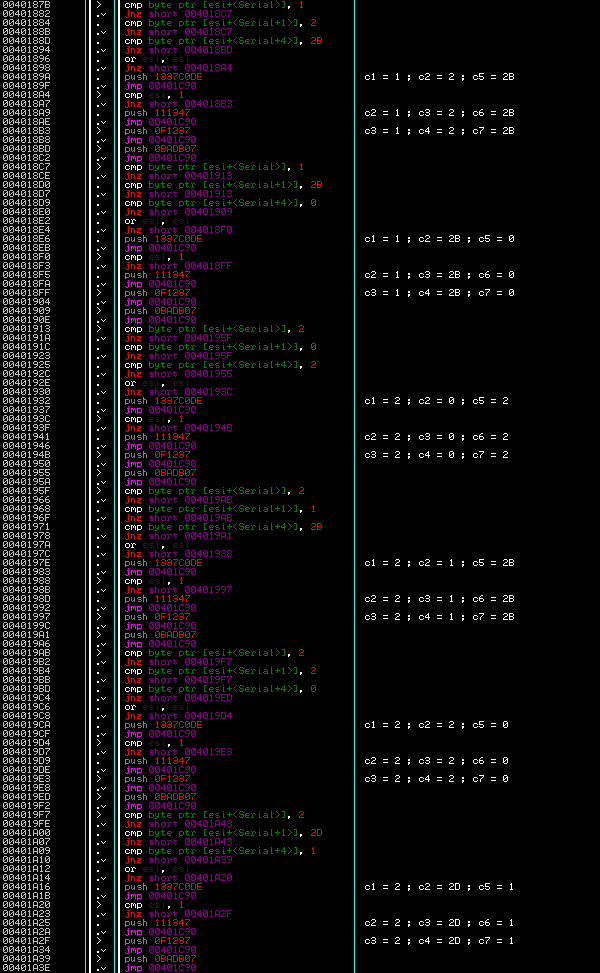 0040187B > cmp byte ptr [esi+<Serial>], 1
00401882 .v jnz short 004018C7
00401884 . cmp byte ptr [esi+<Serial+1>], 2
0040188B .v jnz short 004018C7
0040188D . cmp byte ptr [esi+<Serial+4>], 2B
00401894 .v jnz short 004018BD
00401896 . or esi, esi
00401898 .v jnz short 004018A4
0040189A . push 1337C0DE c1 = 1 ; c2 = 2 ; c5 = 2B
0040189F .v jmp 00401C90
004018A4 > cmp esi, 1
004018A7 .v jnz short 004018B3
004018A9 . push 111347 c2 = 1 ; c3 = 2 ; c6 = 2B
004018AE .v jmp 00401C90
004018B3 > push 0F1237 c3 = 1 ; c4 = 2 ; c7 = 2B
004018B8 .v jmp 00401C90
004018BD > push 0BADB07
004018C2 .v jmp 00401C90
004018C7 > cmp byte ptr [esi+<Serial>], 1
004018CE .v jnz short 00401913
004018D0 . cmp byte ptr [esi+<Serial+1>], 2B
004018D7 .v jnz short 00401913
004018D9 . cmp byte ptr [esi+<Serial+4>], 0
004018E0 .v jnz short 00401909
004018E2 . or esi, esi
004018E4 .v jnz short 004018F0
004018E6 . push 1337C0DE c1 = 1 ; c2 = 2B ; c5 = 0
004018EB .v jmp 00401C90
004018F0 > cmp esi, 1
004018F3 .v jnz short 004018FF
004018F5 . push 111347 c2 = 1 ; c3 = 2B ; c6 = 0
004018FA .v jmp 00401C90
004018FF > push 0F1237 c3 = 1 ; c4 = 2B ; c7 = 0
00401904 .v jmp 00401C90
00401909 > push 0BADB07
0040190E .v jmp 00401C90
00401913 > cmp byte ptr [esi+<Serial>], 2
0040191A .v jnz short 0040195F
0040191C . cmp byte ptr [esi+<Serial+1>], 0
00401923 .v jnz short 0040195F
00401925 . cmp byte ptr [esi+<Serial+4>], 2
0040192C .v jnz short 00401955
0040192E . or esi, esi
00401930 .v jnz short 0040193C
00401932 . push 1337C0DE c1 = 2 ; c2 = 0 ; c5 = 2
00401937 .v jmp 00401C90
0040193C > cmp esi, 1
0040193F .v jnz short 0040194B
00401941 . push 111347 c2 = 2 ; c3 = 0 ; c6 = 2
00401946 .v jmp 00401C90
0040194B > push 0F1237 c3 = 2 ; c4 = 0 ; c7 = 2
00401950 .v jmp 00401C90
00401955 > push 0BADB07
0040195A .v jmp 00401C90
0040195F > cmp byte ptr [esi+<Serial>], 2
00401966 .v jnz short 004019AB
00401968 . cmp byte ptr [esi+<Serial+1>], 1
0040196F .v jnz short 004019AB
00401971 . cmp byte ptr [esi+<Serial+4>], 2B
00401978 .v jnz short 004019A1
0040197A . or esi, esi
0040197C .v jnz short 00401988
0040197E . push 1337C0DE c1 = 2 ; c2 = 1 ; c5 = 2B
00401983 .v jmp 00401C90
00401988 > cmp esi, 1
0040198B .v jnz short 00401997
0040198D . push 111347 c2 = 2 ; c3 = 1 ; c6 = 2B
00401992 .v jmp 00401C90
00401997 > push 0F1237 c3 = 2 ; c4 = 1 ; c7 = 2B
0040199C .v jmp 00401C90
004019A1 > push 0BADB07
004019A6 .v jmp 00401C90
004019AB > cmp byte ptr [esi+<Serial>], 2
004019B2 .v jnz short 004019F7
004019B4 . cmp byte ptr [esi+<Serial+1>], 2
004019BB .v jnz short 004019F7
004019BD . cmp byte ptr [esi+<Serial+4>], 0
004019C4 .v jnz short 004019ED
004019C6 . or esi, esi
004019C8 .v jnz short 004019D4
004019CA . push 1337C0DE c1 = 2 ; c2 = 2 ; c5 = 0
004019CF .v jmp 00401C90
004019D4 > cmp esi, 1
004019D7 .v jnz short 004019E3
004019D9 . push 111347 c2 = 2 ; c3 = 2 ; c6 = 0
004019DE .v jmp 00401C90
004019E3 > push 0F1237 c3 = 2 ; c4 = 2 ; c7 = 0
004019E8 .v jmp 00401C90
004019ED > push 0BADB07
004019F2 .v jmp 00401C90
004019F7 > cmp byte ptr [esi+<Serial>], 2
004019FE .v jnz short 00401A43
00401A00 . cmp byte ptr [esi+<Serial+1>], 2D
00401A07 .v jnz short 00401A43
00401A09 . cmp byte ptr [esi+<Serial+4>], 1
00401A10 .v jnz short 00401A39
00401A12 . or esi, esi
00401A14 .v jnz short 00401A20
00401A16 . push 1337C0DE c1 = 2 ; c2 = 2D ; c5 = 1
00401A1B .v jmp 00401C90
00401A20 > cmp esi, 1
00401A23 .v jnz short 00401A2F
00401A25 . push 111347 c2 = 2 ; c3 = 2D ; c6 = 1
00401A2A .v jmp 00401C90
00401A2F > push 0F1237 c3 = 2 ; c4 = 2D ; c7 = 1
00401A34 .v jmp 00401C90
00401A39 > push 0BADB07
00401A3E .v jmp 00401C90